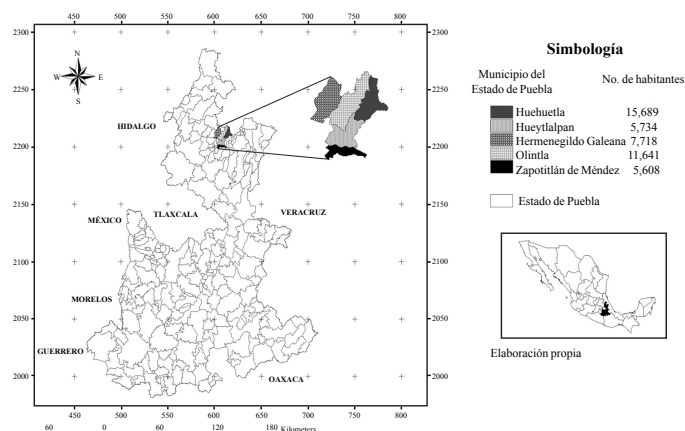 450 500 550 600 650 700 750 800
2300 2300
N
W E
S
2250 2250
HIDALGO
2200 2200
2150 2150
MÉXICO TLAXCALA VERACRUZ
2100 2100
MORELOS
2050 2050
GUERRERO
2000 2000
OAXACA
450 500 550 600 650 700 750 800
60 0 60 120 180 Kilometers
Simbología
Municipio del Estado de Puebla No. de habitantes
Huehuetla 15,689
Hueytlalpan 5,734
Hermenegildo Galeana 7,718
Olintla 11,641
Zapotitlán de Méndez 5,608
Estado de Puebla
Elaboración propia